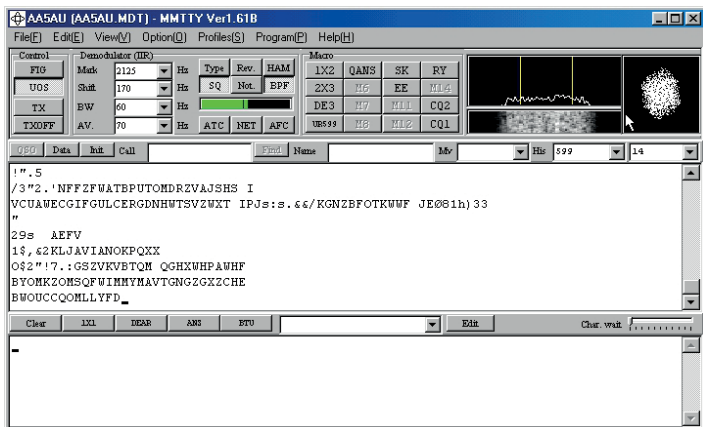 AA5AU (AA5AU.MDT) - MMTTY Ver1.61B
File(F) Edit(E) View(V) Option(O) Profiles(S) Program(P) Help(H)
Control Demodulator (IIR) Macro
FIG Mark 2125 Hz Type Rev. HAM 1X2 QANS SK RY
UOS Shift 170 Hz SQ Not. BPF 2X3 M6 EE M14
TX BW 60 Hz DE3 M7 M11 CQ2
TXOFF AV. 70 Hz ATC NET AFC UR599 M8 M12 CQ1
QSO Data Init Call Find Name My His 599 14
!".5
/3"2.'NFFZFWATBPUTOMDRZVAJSHS I
VCUAWECGIFGULCERGDNHWTSVZWXT IPJs:s.&&/KGNZBFOTKWWF JEØ81h)33
"
29s AEFV
1$,&2KLJAVIANOKPQXX
O$2"!7.:GSZVKVBTQM QGHXWHPAWHF
BYOMKZOMSQFWIMMYMAVTGNGZGXZCHE
BWOUCCQOMLLYFD_
Clear 1X1 DEAR ANS BTU Edit Char. wait